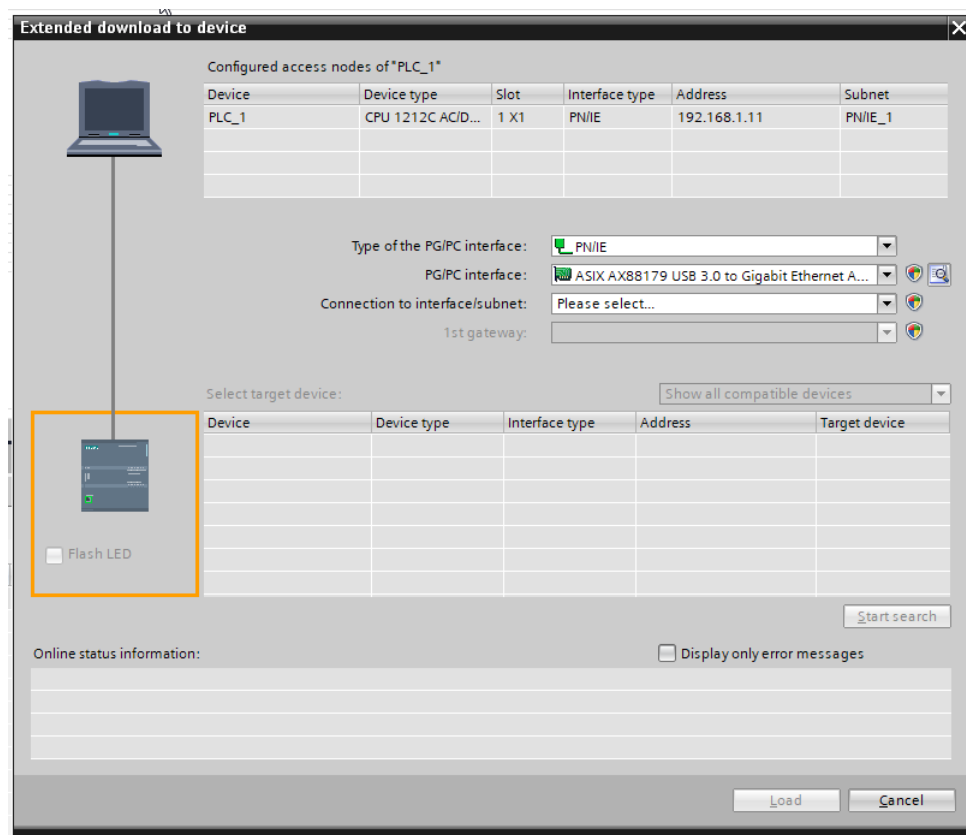 Extended download to device
Configured access nodes of "PLC_1"
Device Device type Slot Interface type Address Subnet
PLC_1 CPU 1212C AC/D... 1 X1 PN/IE 192.168.1.11 PN/IE_1
Type of the PG/PC interface: PN/IE
PG/PC interface: ASIX AX88179 USB 3.0 to Gigabit Ethernet A...
Connection to interface/subnet: Please select...
1st gateway:
Select target device: Show all compatible devices
Device Device type Interface type Address Target device
Flash LED
Start search
Online status information: Display only error messages
Load Cancel